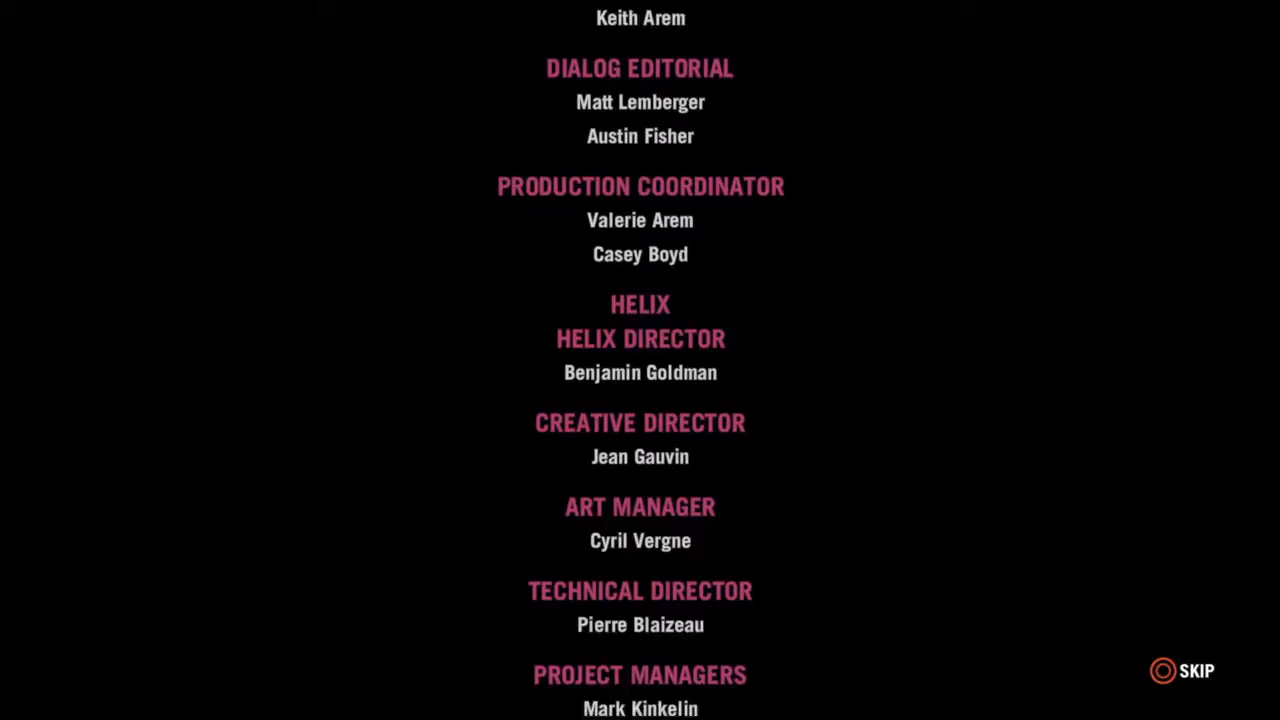 Keith Arem
DIALOG EDITORIAL
Matt Lemberger
Austin Fisher
PRODUCTION COORDINATOR
Valerie Arem
Casey Boyd
HELIX
HELIX DIRECTOR
Benjamin Goldman
CREATIVE DIRECTOR
Jean Gauvin
ART MANAGER
Cyril Vergne
TECHNICAL DIRECTOR
Pierre Blaizeau
PROJECT MANAGERS
Mark Kinkelin
SKIP